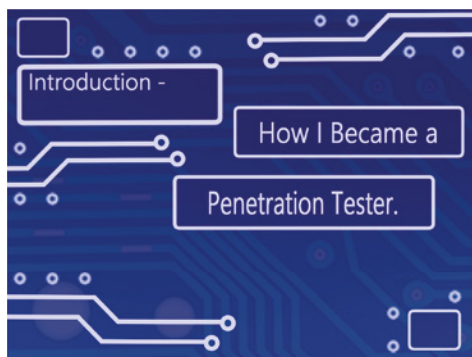 Introduction -
How I Became a
Penetration Tester.